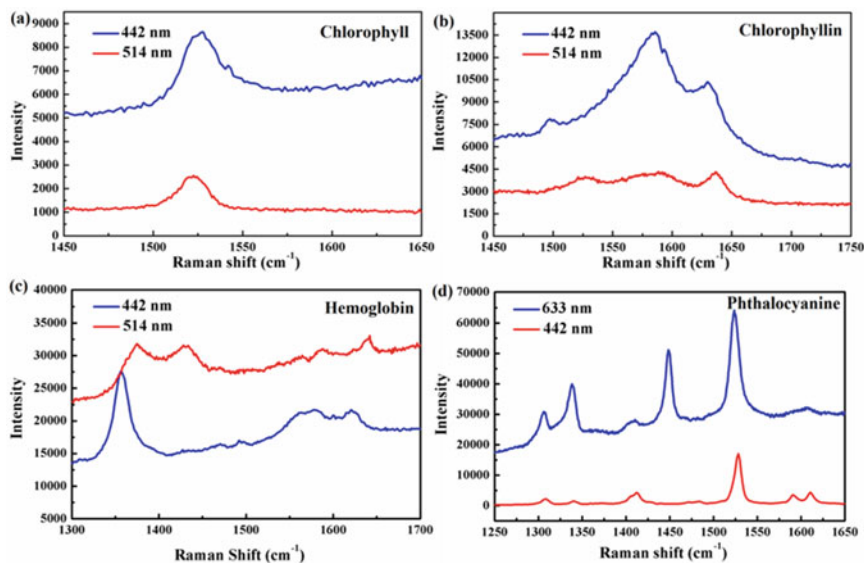 (a)
Chlorophyll
442 nm
514 nm
9000
8000
7000
6000
5000
4000
3000
2000
1000
0
Intensity
1450 1500 1550 1600 1650
Raman shift (cm⁻¹)
(b)
Chlorophyllin
442 nm
514 nm
13500
12000
10500
9000
7500
6000
4500
3000
1500
0
Intensity
1450 1500 1550 1600 1650 1700 1750
Raman shift (cm⁻¹)
(c)
Hemoglobin
442 nm
514 nm
40000
35000
30000
25000
20000
15000
10000
5000
Intensity
1300 1400 1500 1600 1700
Raman Shift (cm⁻¹)
(d)
Phthalocyanine
633 nm
442 nm
70000
60000
50000
40000
30000
20000
10000
0
Intensity
1250 1300 1350 1400 1450 1500 1550 1600 1650
Raman shift (cm⁻¹)